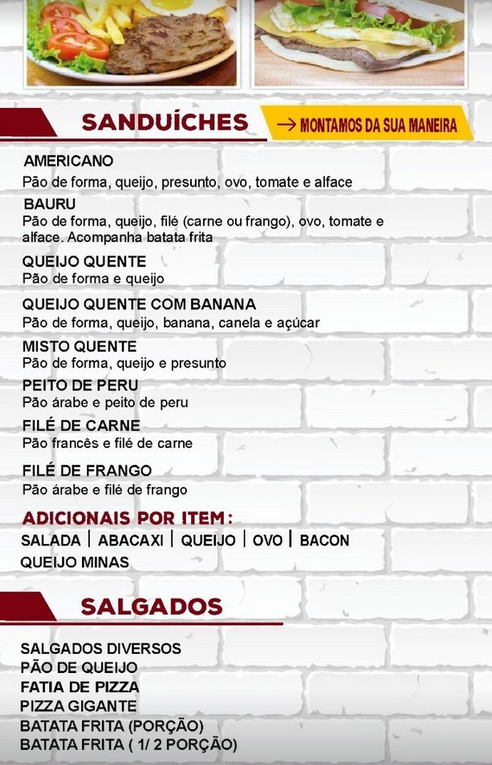 SANDUÍCHES → MONTAMOS DA SUA MANEIRA
AMERICANO
Pão de forma, queijo, presunto, ovo, tomate e alface
BAURU
Pão de forma, queijo, filé (carne ou frango), ovo, tomate e
alface. Acompanha batata frita
QUEIJO QUENTE
Pão de forma e queijo
QUEIJO QUENTE COM BANANA
Pão de forma, queijo, banana, canela e açúcar
MISTO QUENTE
Pão de forma, queijo e presunto
PEITO DE PERU
Pão árabe e peito de peru
FILÉ DE CARNE
Pão francês e filé de carne
FILÉ DE FRANGO
Pão árabe e filé de frango
ADICIONAIS POR ITEM:
SALADA | ABACAXI | QUEIJO | OVO | BACON
QUEIJO MINAS
SALGADOS
SALGADOS DIVERSOS
PÃO DE QUEIJO
FATIA DE PIZZA
PIZZA GIGANTE
BATATA FRITA (PORÇÃO)
BATATA FRITA ( 1/ 2 PORÇÃO)